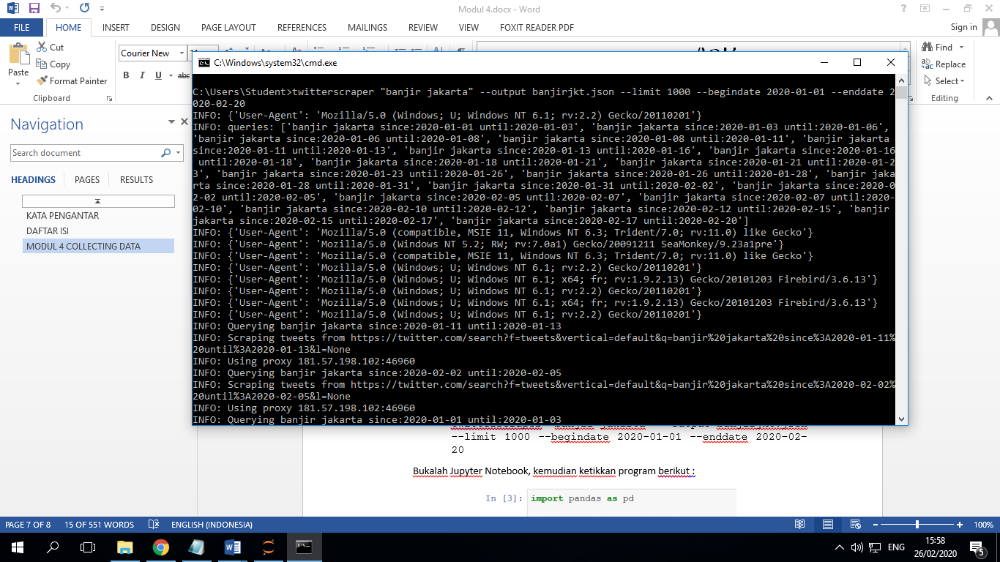 Modul 4.docx - Word
FILE HOME INSERT DESIGN PAGE LAYOUT REFERENCES MAILINGS REVIEW VIEW FOXIT READER PDF Sign in
Paste
Cut
Copy
Format Painter
Clipboard
Courier New
B I U abc
Find
Replace
Select
Editing
C:\Windows\system32\cmd.exe
C:\Users\Student>twitterscraper "banjir jakarta" --output banjirjkt.json --limit 1000 --begindate 2020-01-01 --enddate 2
020-02-20
INFO: {'User-Agent': 'Mozilla/5.0 (Windows; U; Windows NT 6.1; rv:2.2) Gecko/20110201'}
INFO: queries: ['banjir jakarta since:2020-01-01 until:2020-01-03', 'banjir jakarta since:2020-01-03 until:2020-01-06',
'banjir jakarta since:2020-01-06 until:2020-01-08', 'banjir jakarta since:2020-01-08 until:2020-01-11', 'banjir jakarta
since:2020-01-11 until:2020-01-13', 'banjir jakarta since:2020-01-13 until:2020-01-16', 'banjir jakarta since:2020-01-16
until:2020-01-18', 'banjir jakarta since:2020-01-18 until:2020-01-21', 'banjir jakarta since:2020-01-21 until:2020-01-2
3', 'banjir jakarta since:2020-01-23 until:2020-01-26', 'banjir jakarta since:2020-01-26 until:2020-01-28', 'banjir jaka
rta since:2020-01-28 until:2020-01-31', 'banjir jakarta since:2020-01-31 until:2020-02-02', 'banjir jakarta since:2020-0
2-02 until:2020-02-05', 'banjir jakarta since:2020-02-05 until:2020-02-07', 'banjir jakarta since:2020-02-07 until:2020-
02-10', 'banjir jakarta since:2020-02-10 until:2020-02-12', 'banjir jakarta since:2020-02-12 until:2020-02-15', 'banjir
jakarta since:2020-02-15 until:2020-02-17', 'banjir jakarta since:2020-02-17 until:2020-02-20']
INFO: {'User-Agent': 'Mozilla/5.0 (compatible, MSIE 11, Windows NT 6.3; Trident/7.0; rv:11.0) like Gecko'}
INFO: {'User-Agent': 'Mozilla/5.0 (Windows NT 5.2; RW; rv:7.0a1) Gecko/20091211 SeaMonkey/9.23a1pre'}
INFO: {'User-Agent': 'Mozilla/5.0 (compatible, MSIE 11, Windows NT 6.3; Trident/7.0; rv:11.0) like Gecko'}
INFO: {'User-Agent': 'Mozilla/5.0 (Windows; U; Windows NT 6.1; rv:2.2) Gecko/20110201'}
INFO: {'User-Agent': 'Mozilla/5.0 (Windows; U; Windows NT 6.1; x64; fr; rv:1.9.2.13) Gecko/20101203 Firebird/3.6.13'}
INFO: {'User-Agent': 'Mozilla/5.0 (Windows; U; Windows NT 6.1; rv:2.2) Gecko/20110201'}
INFO: {'User-Agent': 'Mozilla/5.0 (Windows; U; Windows NT 6.1; x64; fr; rv:1.9.2.13) Gecko/20101203 Firebird/3.6.13'}
INFO: {'User-Agent': 'Mozilla/5.0 (Windows; U; Windows NT 6.1; rv:2.2) Gecko/20110201'}
INFO: Querying banjir jakarta since:2020-01-11 until:2020-01-13
INFO: Scraping tweets from https://twitter.com/search?f=tweets&vertical=default&q=banjir%20jakarta%20since%3A2020-01-11%
20until%3A2020-01-13&l=None
INFO: Using proxy 181.57.198.102:46960
INFO: Querying banjir jakarta since:2020-02-02 until:2020-02-05
INFO: Scraping tweets from https://twitter.com/search?f=tweets&vertical=default&q=banjir%20jakarta%20since%3A2020-02-02%
20until%3A2020-02-05&l=None
INFO: Using proxy 181.57.198.102:46960
INFO: Querying banjir jakarta since:2020-01-01 until:2020-01-03
Navigation
Search document
HEADINGS PAGES RESULTS
KATA PENGANTAR
DAFTAR ISI
MODUL 4 COLLECTING DATA
--limit 1000 --begindate 2020-01-01 --enddate 2020-02-
20
Bukalah Jupyter Notebook, kemudian ketikkan program berikut :
In [3]: import pandas as pd
PAGE 7 OF 8 15 OF 551 WORDS ENGLISH (INDONESIA) 100%
ENG
15:58
26/02/2020
5